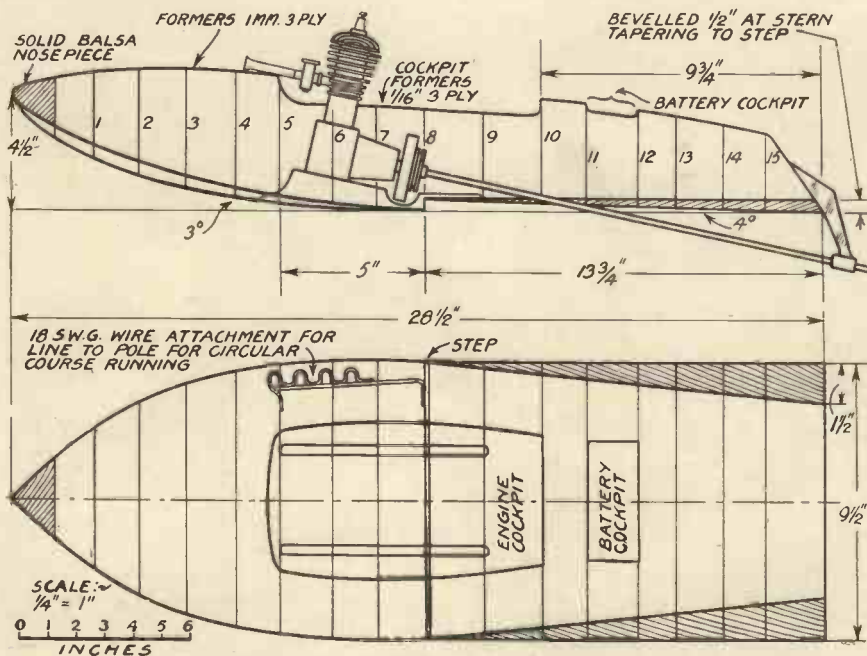 FORMERS 1MM. 3 PLY
SOLID BALSA
NOSEPIECE
COCKPIT
FORMERS
1/16" 3 PLY
BEVELLED 1/2" AT STERN
TAPERING TO STEP
9 3/4"
BATTERY COCKPIT
1 2 3 4 5 6 7 8 9 10 11 12 13 14 15
4 1/2"
3°
4°
5"
13 3/4"
28 1/2"
18 S.W.G. WIRE ATTACHMENT FOR
LINE TO POLE FOR CIRCULAR
COURSE RUNNING
STEP
1 1/2"
ENGINE
COCKPIT
BATTERY
COCKPIT
9 1/2"
SCALE:~
1/4" = 1"
0 1 2 3 4 5 6
INCHES